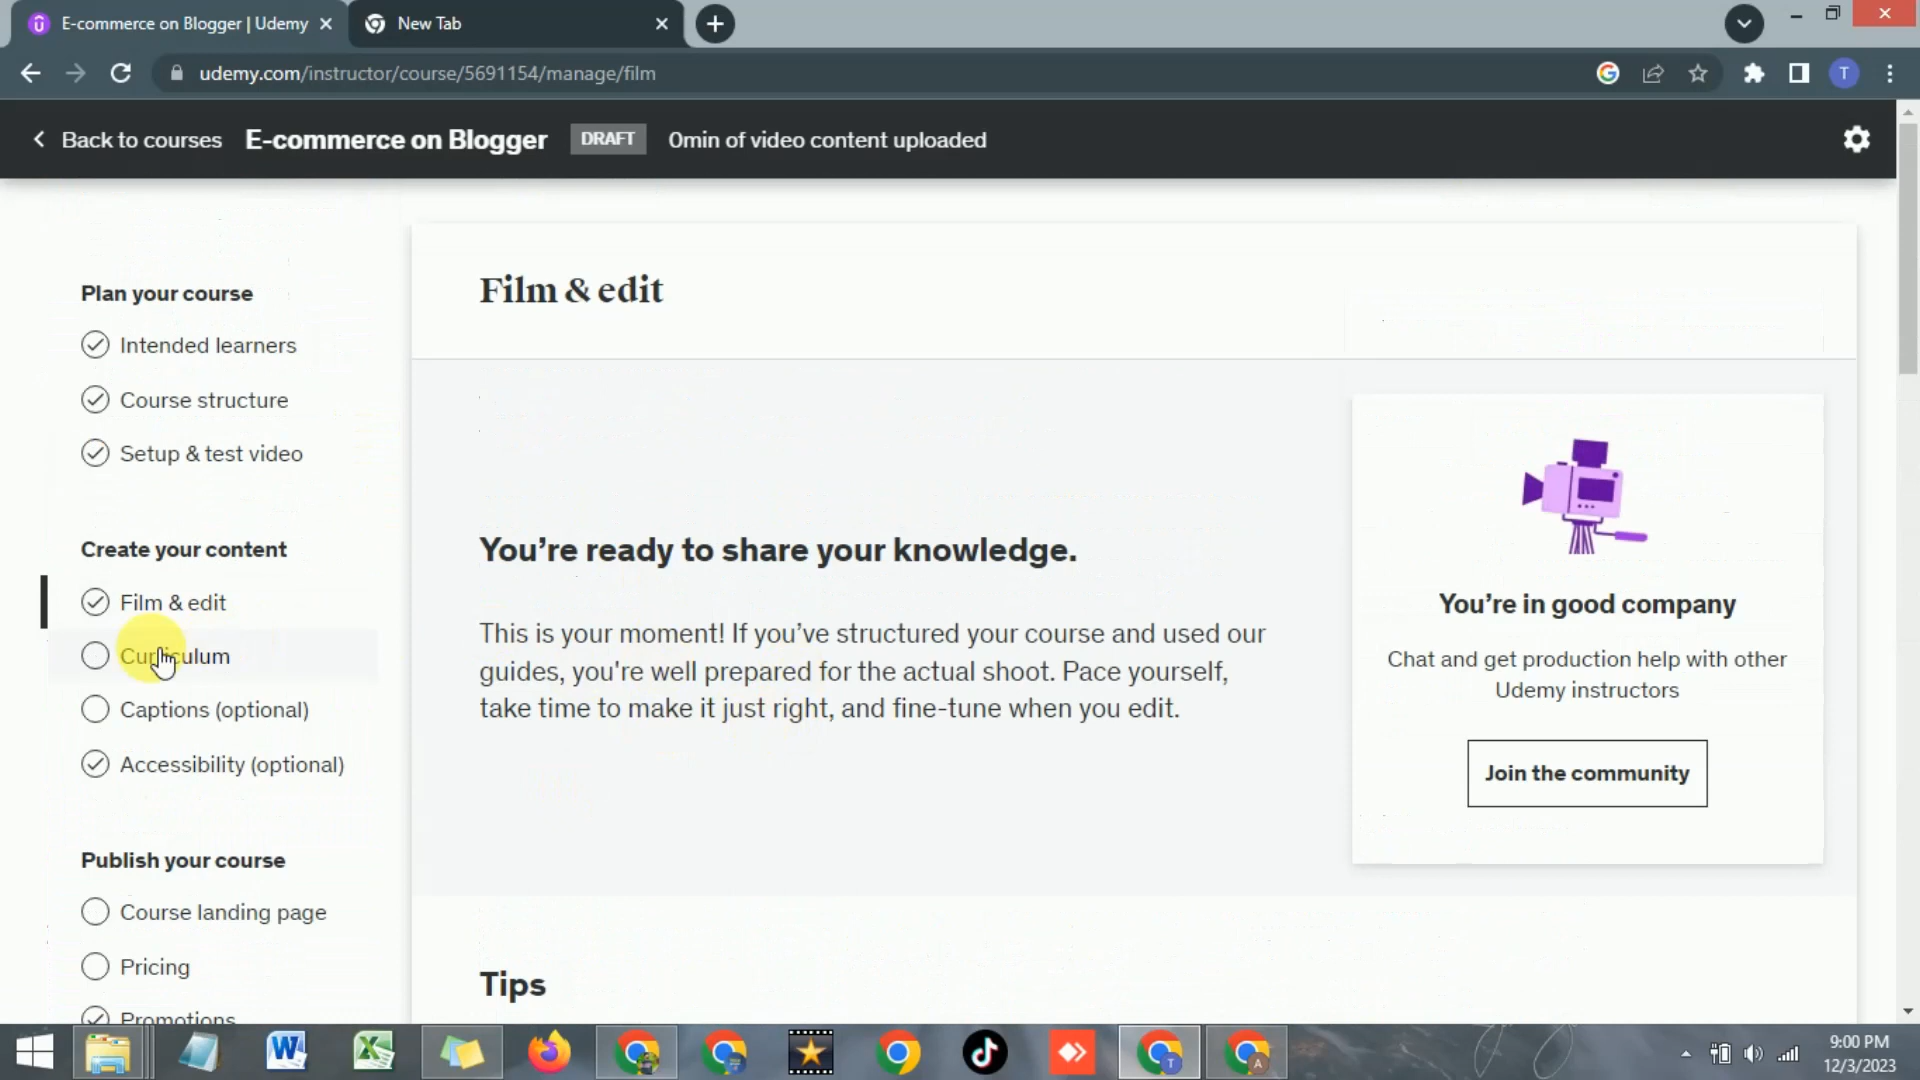 E-commerce on Blogger | Udemy
New Tab
udemy.com/instructor/course/5691154/manage/film
T
Back to courses
E-commerce on Blogger
DRAFT
0min of video content uploaded
Plan your course
Intended learners
Course structure
Setup & test video
Create your content
Film & edit
Curriculum
Captions (optional)
Accessibility (optional)
Publish your course
Course landing page
Pricing
Promotions
Film & edit
You're ready to share your knowledge.
This is your moment! If you've structured your course and used our
guides, you're well prepared for the actual shoot. Pace yourself,
take time to make it just right, and fine-tune when you edit.
You're in good company
Chat and get production help with other
Udemy instructors
Join the community
Tips
9:00 PM
12/3/2023